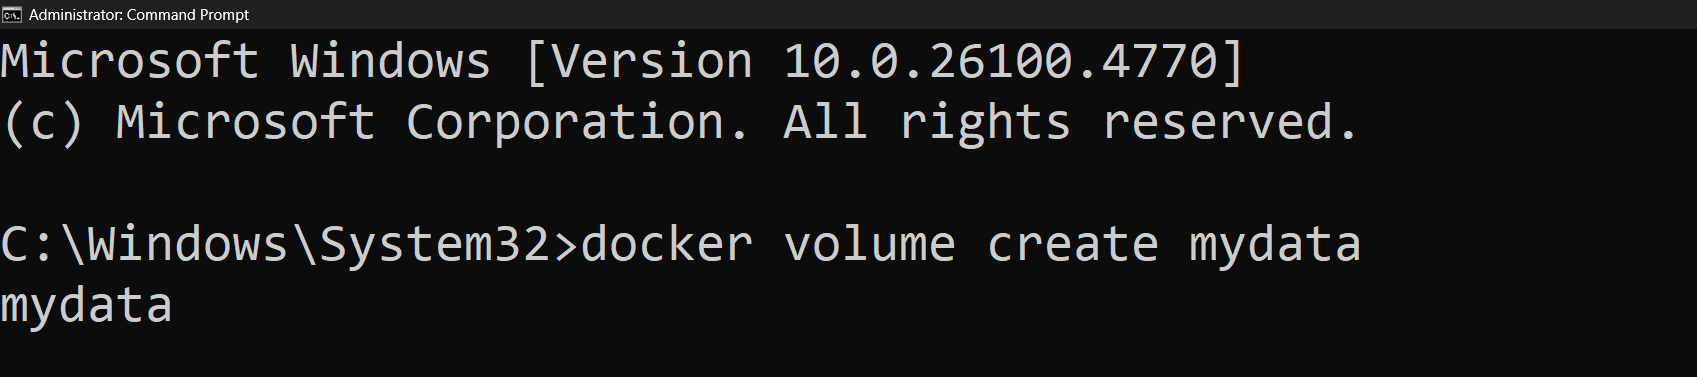 Administrator: Command Prompt
Microsoft Windows [Version 10.0.26100.4770]
(c) Microsoft Corporation. All rights reserved.
C:\Windows\System32>docker volume create mydata
mydata